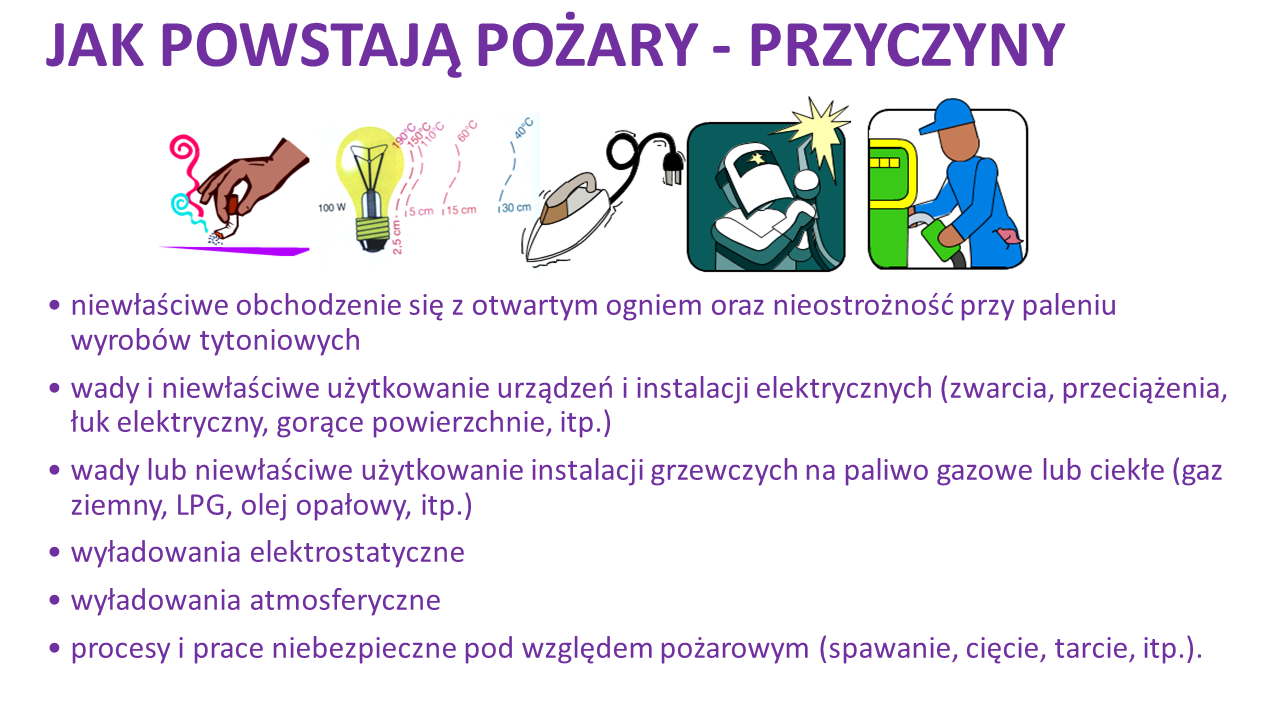 JAK POWSTAJĄ POŻARY - PRZYCZYNY
190°C 150°C 110°C 60°C 40°C
100 W 5 cm 15 cm 30 cm
2,5 cm
• niewłaściwe obchodzenie się z otwartym ogniem oraz nieostrożność przy paleniu
wyrobów tytoniowych
• wady i niewłaściwe użytkowanie urządzeń i instalacji elektrycznych (zwarcia, przeciążenia,
łuk elektryczny, gorące powierzchnie, itp.)
• wady lub niewłaściwe użytkowanie instalacji grzewczych na paliwo gazowe lub ciekłe (gaz
ziemny, LPG, olej opałowy, itp.)
• wyładowania elektrostatyczne
• wyładowania atmosferyczne
• procesy i prace niebezpieczne pod względem pożarowym (spawanie, cięcie, tarcie, itp.).